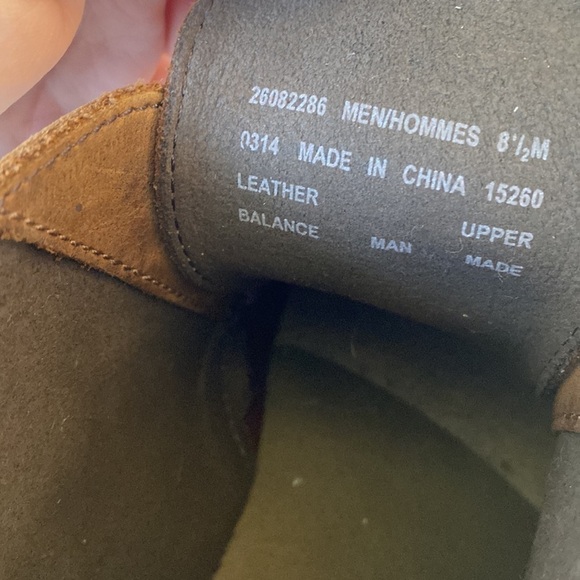 26082286 MEN/HOMMES 8½M
0314 MADE IN CHINA 15260
LEATHER UPPER
BALANCE MAN MADE